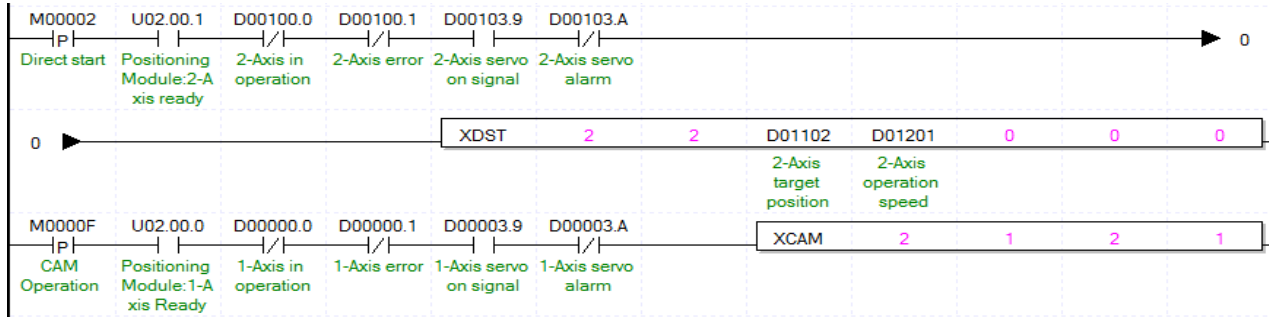 M00002 U02.00.1 D00100.0 D00100.1 D00103.9 D00103.A
P
0
Direct start Positioning 2-Axis in 2-Axis error 2-Axis servo 2-Axis servo
Module:2-A operation on signal alarm
xis ready
0 XDST 2 2 D01102 D01201 0 0 0
2-Axis 2-Axis
target operation
position speed
M0000F U02.00.0 D00000.0 D00000.1 D00003.9 D00003.A
P XCAM 2 1 2 1
CAM Positioning 1-Axis in 1-Axis error 1-Axis servo 1-Axis servo
Operation Module:1-A operation on signal alarm
xis Ready